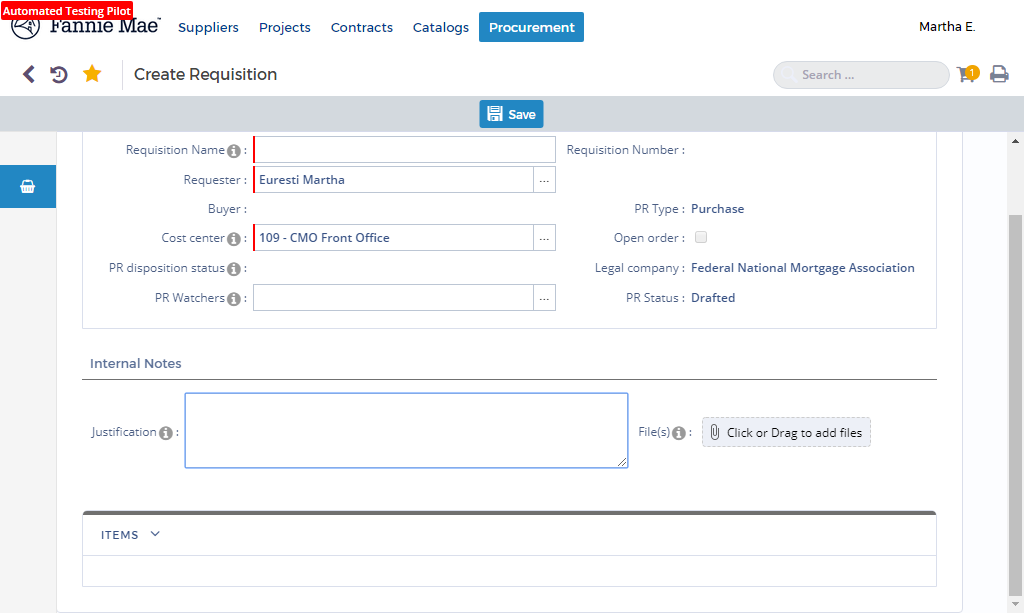 Automated Testing Pilot
Fannie Mae™
Suppliers Projects Contracts Catalogs Procurement
Martha E.
Create Requisition
Search ...
1
Save
Requisition Name :
Requisition Number :
Requester : Euresti Martha ...
Buyer :
PR Type : Purchase
Cost center : 109 - CMO Front Office ...
Open order :
PR disposition status :
Legal company : Federal National Mortgage Association
PR Watchers : ...
PR Status : Drafted
Internal Notes
Justification :
File(s) : Click or Drag to add files
ITEMS